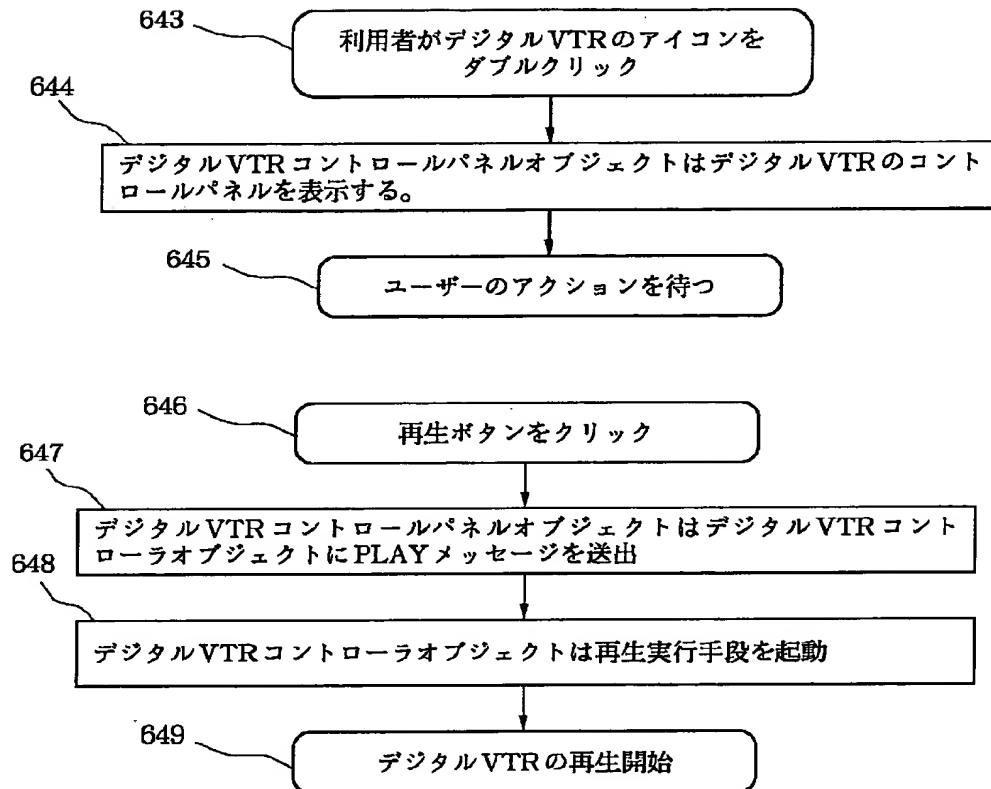 643
利用者がデジタルVTRのアイコンを
ダブルクリック
644
デジタルVTRコントロールパネルオブジェクトはデジタルVTRのコント
ロールパネルを表示する。
645
ユーザーのアクションを待つ
646
再生ボタンをクリック
647
デジタルVTRコントロールパネルオブジェクトはデジタルVTRコント
ローラオブジェクトにPLAYメッセージを送出
648
デジタルVTRコントローラオブジェクトは再生実行手段を起動
649
デジタルVTRの再生開始